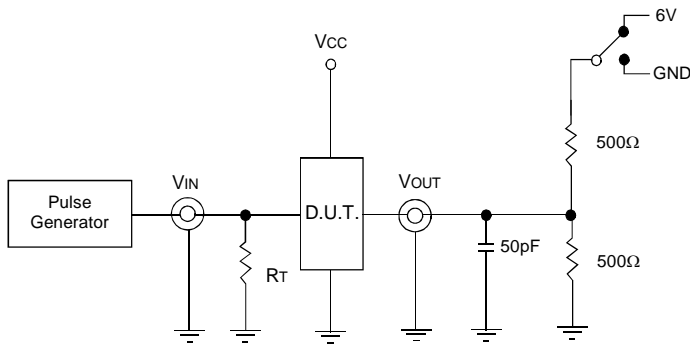 6V
GND
VCC
500Ω
VIN
VOUT
Pulse
Generator
D.U.T.
RT
50pF
500Ω